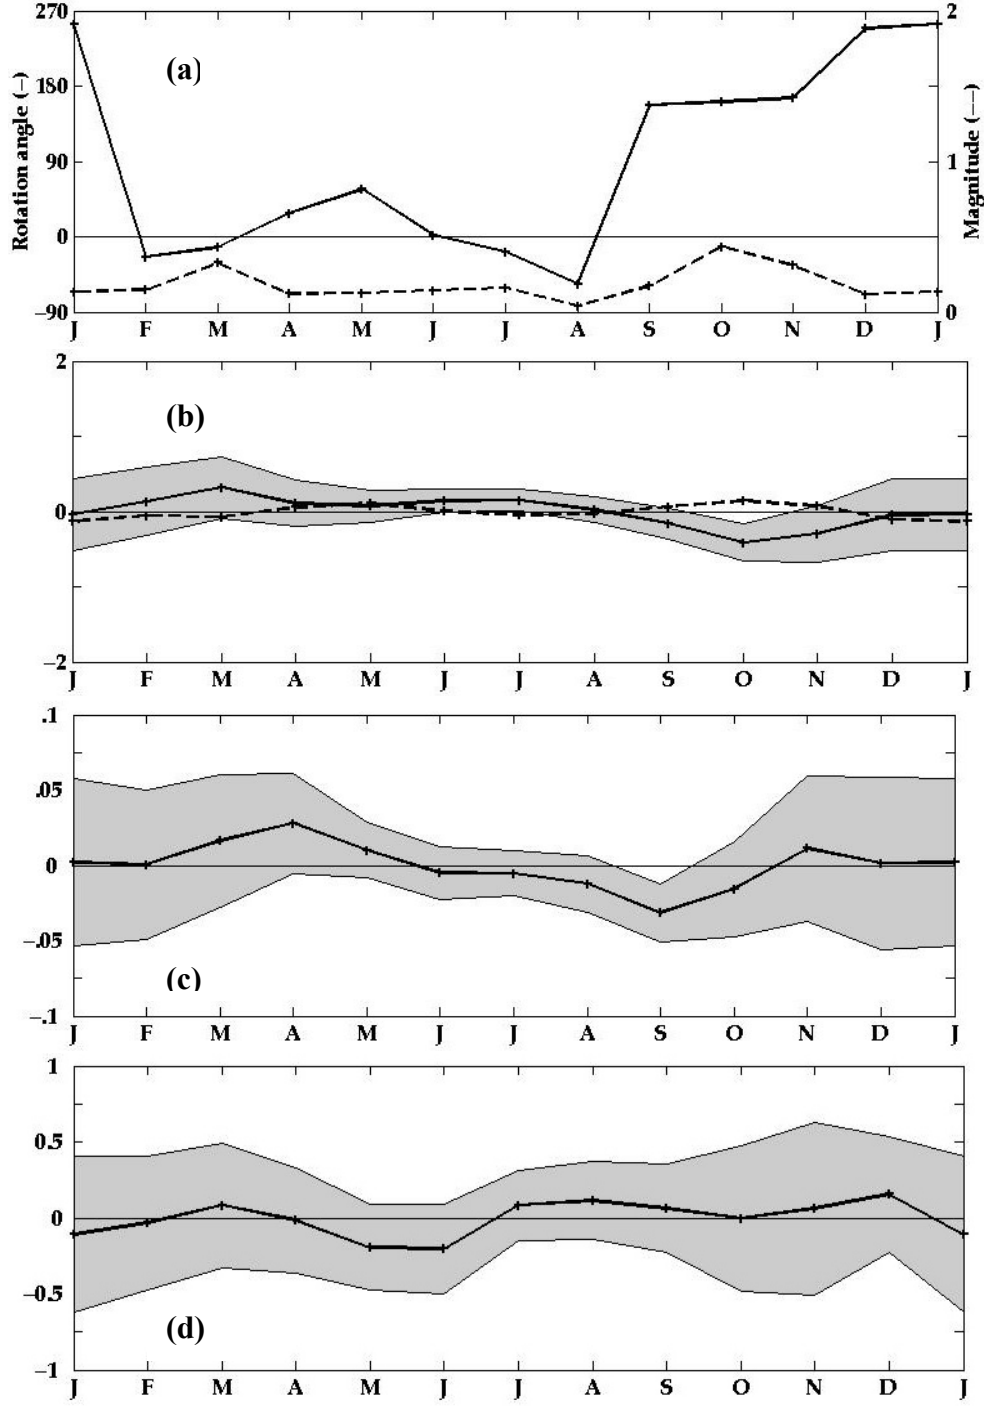 270
2
(a)
180
90
1
0
−90
0
Rotation angle (−)
Magnitude (−−)
J F M A M J J A S O N D J
2
(b)
0
−2
J F M A M J J A S O N D J
.1
.05
0
−.05
(c)
−.1
J F M A M J J A S O N D J
1
0.5
0
−0.5
(d)
−1
J F M A M J J A S O N D J